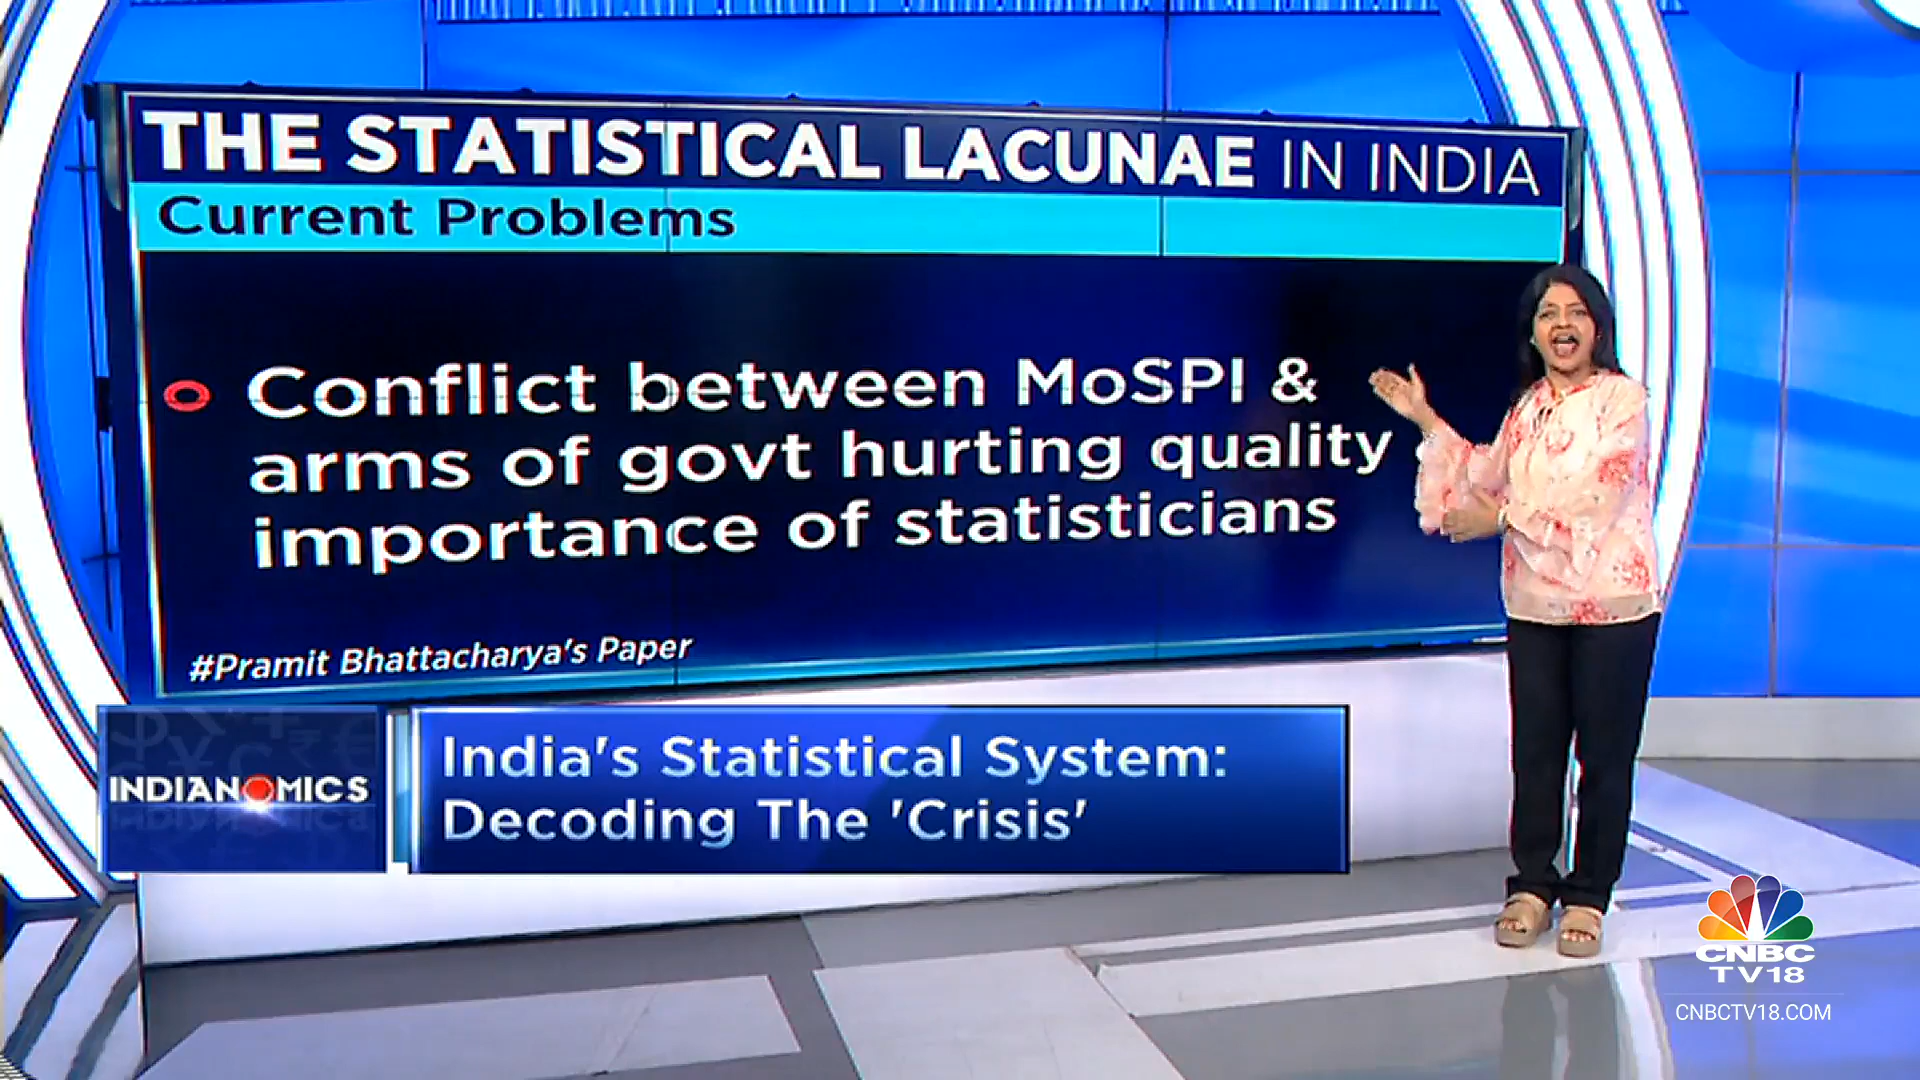 THE STATISTICAL LACUNAE IN INDIA
Current Problems
Conflict between MoSPI &
arms of govt hurting quality
importance of statisticians
#Pramit Bhattacharya's Paper
INDIANOMICS
India's Statistical System:
Decoding The 'Crisis'
CNBC
TV18
CNBCTV18.COM